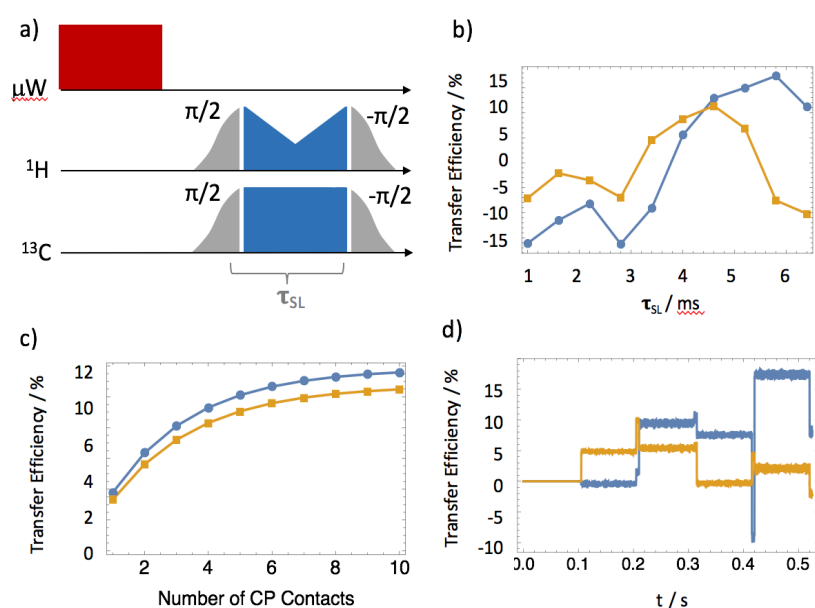 a)
μW
π/2
-π/2
¹H
π/2
-π/2
¹³C
τSL
b)
Transfer Efficiency / %
15
10
5
0
-5
-10
-15
1
2
3
4
5
6
τSL / ms
c)
Transfer Efficiency / %
12
10
6
4
2
0
2
4
6
8
10
Number of CP Contacts
d)
Transfer Efficiency / %
15
10
5
0
-5
-10
0.0
0.1
0.2
0.3
0.4
0.5
t / s